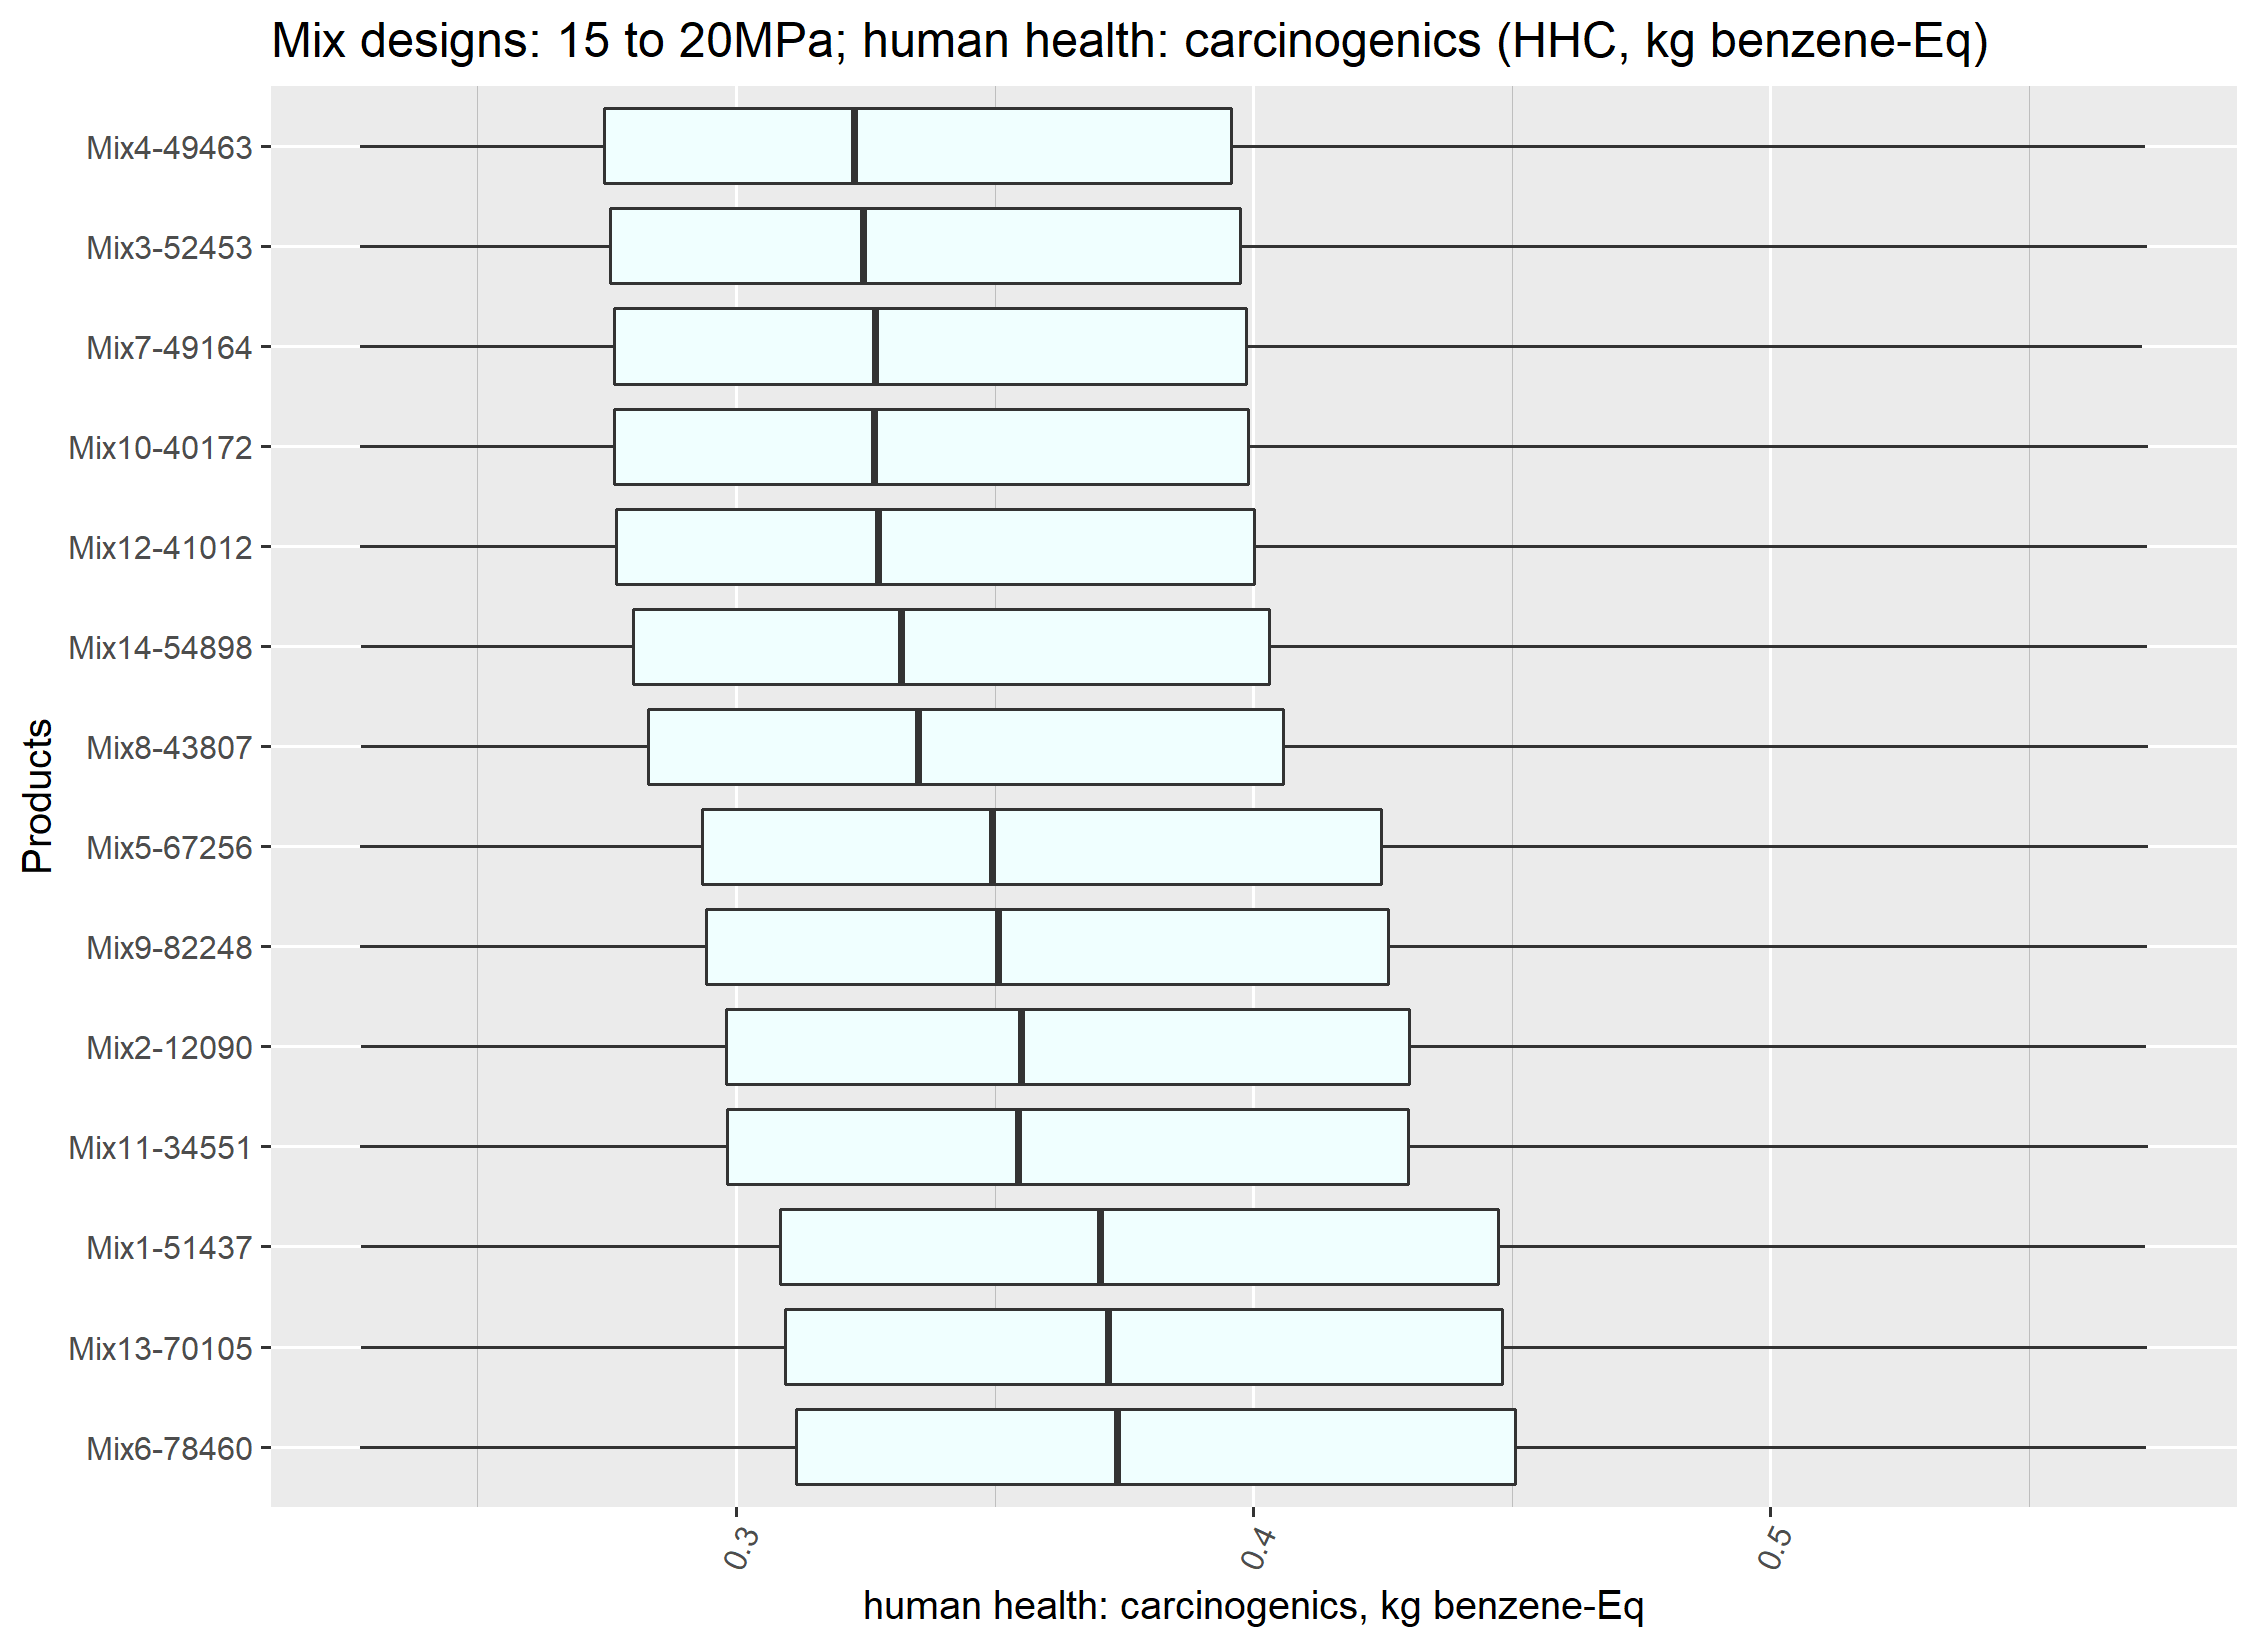 Mix designs: 15 to 20MPa; human health: carcinogenics (HHC, kg benzene-Eq)
Products
Mix4-49463
Mix3-52453
Mix7-49164
Mix10-40172
Mix12-41012
Mix14-54898
Mix8-43807
Mix5-67256
Mix9-82248
Mix2-12090
Mix11-34551
Mix1-51437
Mix13-70105
Mix6-78460
0.3
0.4
0.5
human health: carcinogenics, kg benzene-Eq